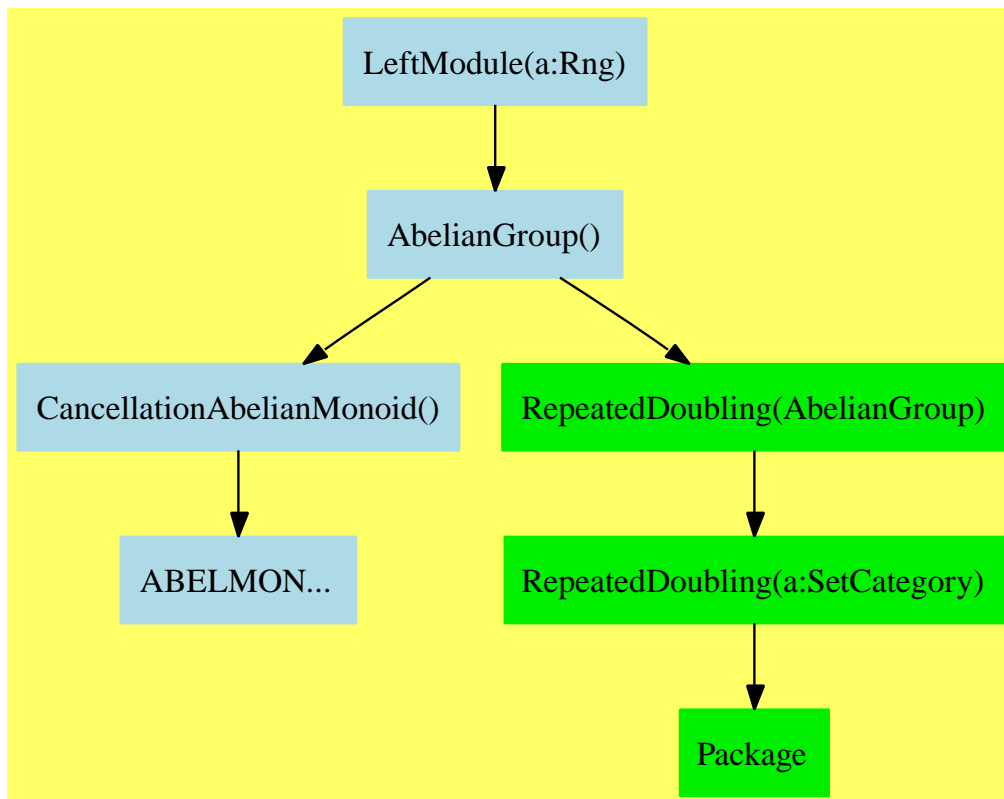 LeftModule(a:Rng)
AbelianGroup()
CancellationAbelianMonoid()
RepeatedDoubling(AbelianGroup)
ABELMON...
RepeatedDoubling(a:SetCategory)
Package